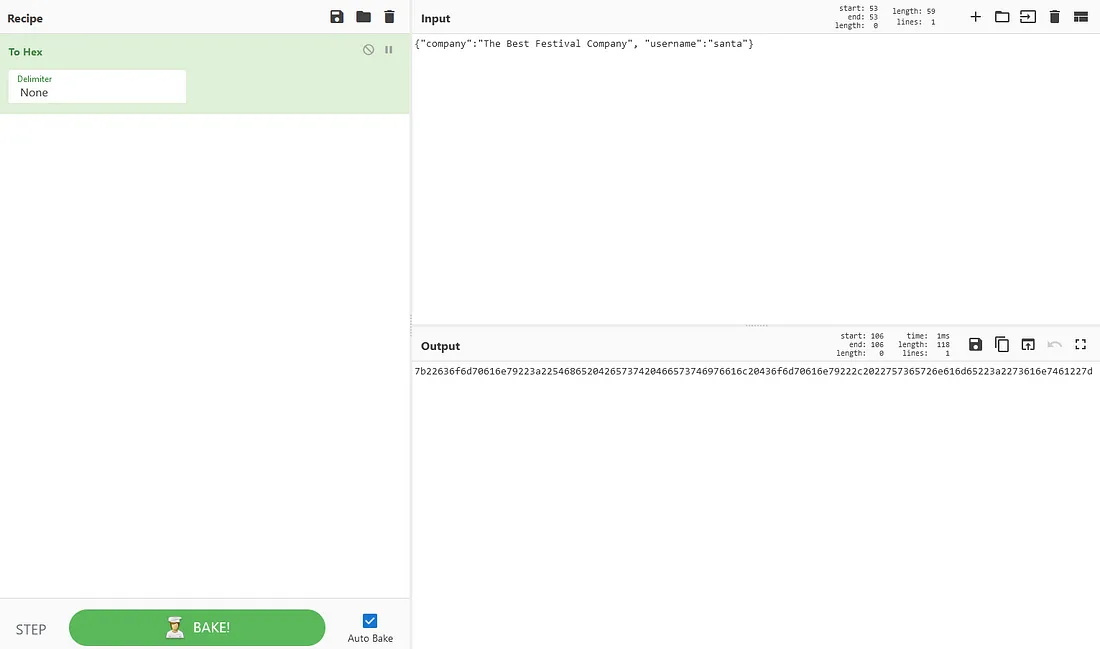 Recipe
To Hex
Delimiter
None
STEP
BAKE!
Auto Bake
Input
start: 53
end: 53
length: 0
length: 59
lines: 1
{"company":"The Best Festival Company", "username":"santa"}
Output
start: 106
end: 106
length: 0
time: 1ms
length: 118
lines: 1
7b22636f6d70616e79223a22546865204265737420466573746976616c20436f6d70616e79222c2022757365726e616d65223a2273616e7461227d